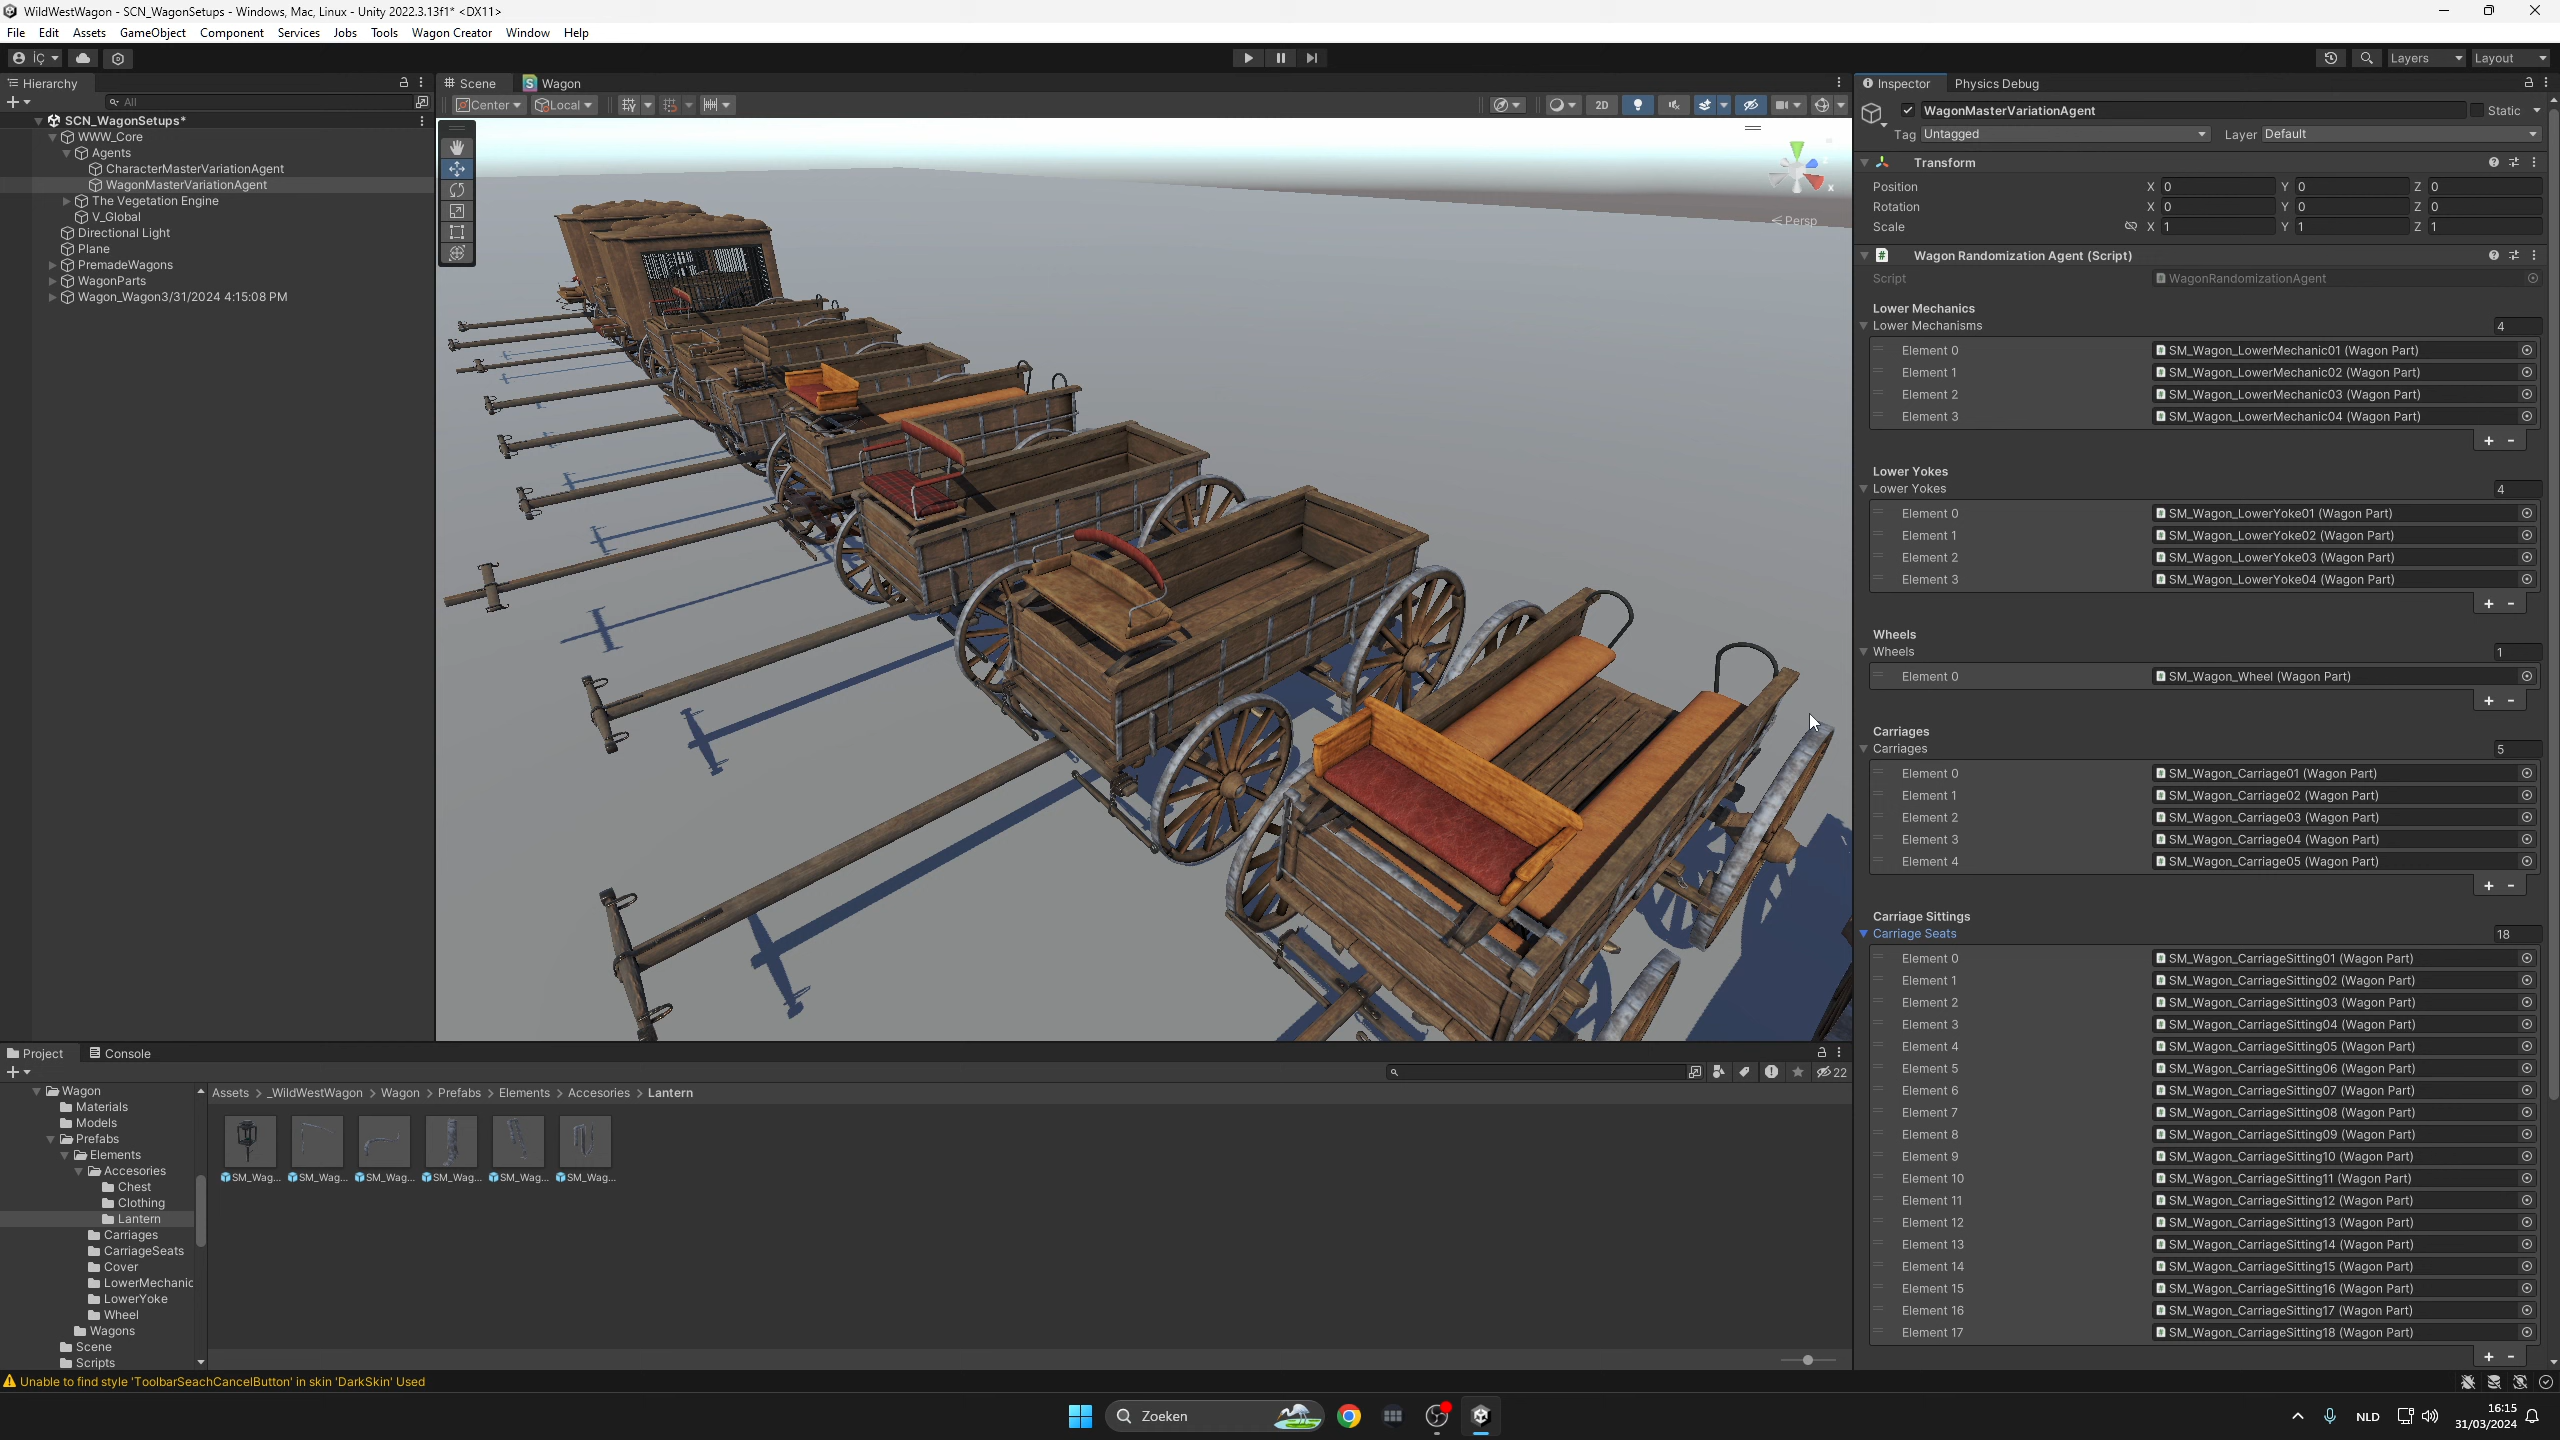 WildWestWagon - SCN_WagonSetups - Windows, Mac, Linux - Unity 2022.3.13f1* <DX11>
File Edit Assets GameObject Component Services Jobs Tools Wagon Creator Window Help
İÇ
Layers Layout
Hierarchy
All
SCN_WagonSetups*
WWW_Core
Agents
CharacterMasterVariationAgent
WagonMasterVariationAgent
The Vegetation Engine
V_Global
Directional Light
Plane
PremadeWagons
WagonParts
Wagon_Wagon3/31/2024 4:15:08 PM
Scene Wagon
Center Local 2D
x
Persp
Inspector Physics Debug
WagonMasterVariationAgent Static
Tag Untagged Layer Default
Transform
Position X 0 Y 0 Z 0
Rotation X 0 Y 0 Z 0
Scale X 1 Y 1 Z 1
Wagon Randomization Agent (Script)
Script WagonRandomizationAgent
Lower Mechanics
Lower Mechanisms 4
Element 0 SM_Wagon_LowerMechanic01 (Wagon Part)
Element 1 SM_Wagon_LowerMechanic02 (Wagon Part)
Element 2 SM_Wagon_LowerMechanic03 (Wagon Part)
Element 3 SM_Wagon_LowerMechanic04 (Wagon Part)
+ -
Lower Yokes
Lower Yokes 4
Element 0 SM_Wagon_LowerYoke01 (Wagon Part)
Element 1 SM_Wagon_LowerYoke02 (Wagon Part)
Element 2 SM_Wagon_LowerYoke03 (Wagon Part)
Element 3 SM_Wagon_LowerYoke04 (Wagon Part)
+ -
Wheels
Wheels 1
Element 0 SM_Wagon_Wheel (Wagon Part)
+ -
Carriages
Carriages 5
Element 0 SM_Wagon_Carriage01 (Wagon Part)
Element 1 SM_Wagon_Carriage02 (Wagon Part)
Element 2 SM_Wagon_Carriage03 (Wagon Part)
Element 3 SM_Wagon_Carriage04 (Wagon Part)
Element 4 SM_Wagon_Carriage05 (Wagon Part)
+ -
Carriage Sittings
Carriage Seats 18
Element 0 SM_Wagon_CarriageSitting01 (Wagon Part)
Element 1 SM_Wagon_CarriageSitting02 (Wagon Part)
Element 2 SM_Wagon_CarriageSitting03 (Wagon Part)
Element 3 SM_Wagon_CarriageSitting04 (Wagon Part)
Element 4 SM_Wagon_CarriageSitting05 (Wagon Part)
Element 5 SM_Wagon_CarriageSitting06 (Wagon Part)
Element 6 SM_Wagon_CarriageSitting07 (Wagon Part)
Element 7 SM_Wagon_CarriageSitting08 (Wagon Part)
Element 8 SM_Wagon_CarriageSitting09 (Wagon Part)
Element 9 SM_Wagon_CarriageSitting10 (Wagon Part)
Element 10 SM_Wagon_CarriageSitting11 (Wagon Part)
Element 11 SM_Wagon_CarriageSitting12 (Wagon Part)
Element 12 SM_Wagon_CarriageSitting13 (Wagon Part)
Element 13 SM_Wagon_CarriageSitting14 (Wagon Part)
Element 14 SM_Wagon_CarriageSitting15 (Wagon Part)
Element 15 SM_Wagon_CarriageSitting16 (Wagon Part)
Element 16 SM_Wagon_CarriageSitting17 (Wagon Part)
Element 17 SM_Wagon_CarriageSitting18 (Wagon Part)
+ -
Project Console
22
Wagon
Materials
Models
Prefabs
Elements
Accesories
Chest
Clothing
Lantern
Carriages
CarriageSeats
Cover
LowerMechanic
LowerYoke
Wheel
Wagons
Scene
Scripts
Assets > _WildWestWagon > Wagon > Prefabs > Elements > Accesories > Lantern
SM_Wag... SM_Wag... SM_Wag... SM_Wag... SM_Wag... SM_Wag...
Unable to find style 'ToolbarSeachCancelButton' in skin 'DarkSkin' Used
Zoeken
NLD
16:15
31/03/2024